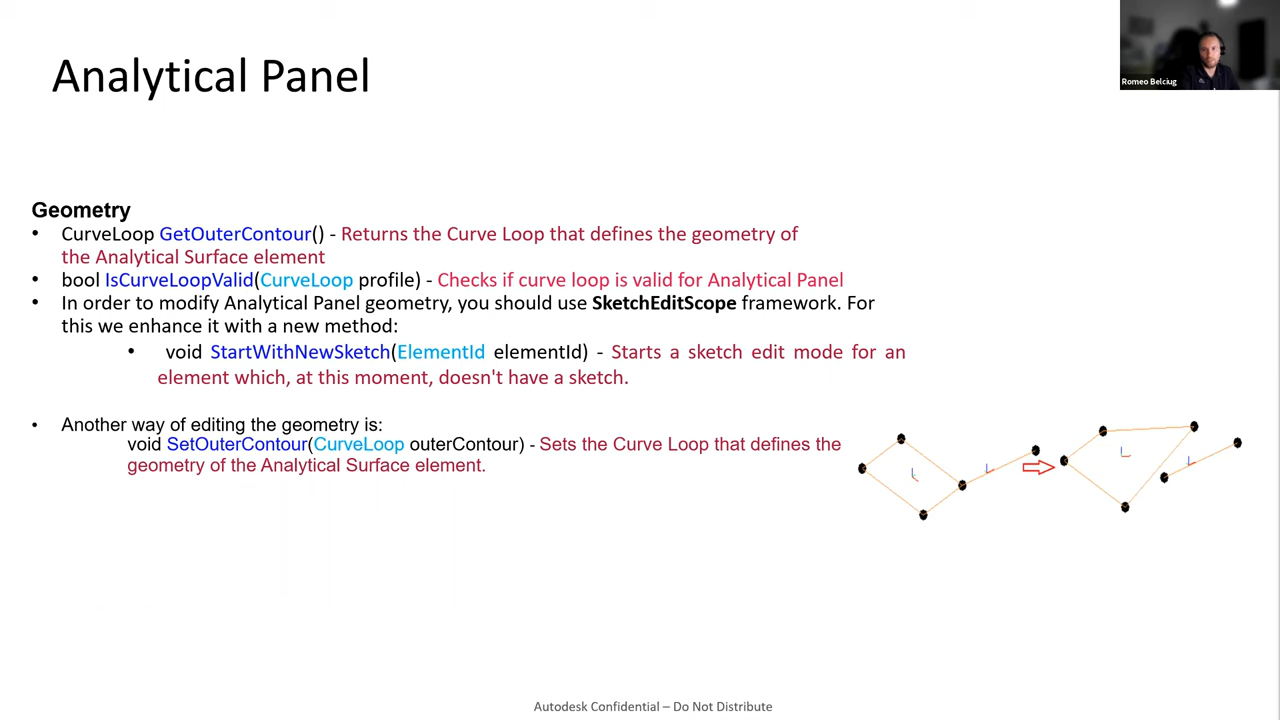 Analytical Panel
Romeo Belciug
Geometry
• CurveLoop GetOuterContour() - Returns the Curve Loop that defines the geometry of
the Analytical Surface element
• bool IsCurveLoopValid(CurveLoop profile) - Checks if curve loop is valid for Analytical Panel
• In order to modify Analytical Panel geometry, you should use SketchEditScope framework. For
this we enhance it with a new method:
• void StartWithNewSketch(ElementId elementId) - Starts a sketch edit mode for an
element which, at this moment, doesn't have a sketch.
• Another way of editing the geometry is:
void SetOuterContour(CurveLoop outerContour) - Sets the Curve Loop that defines the
geometry of the Analytical Surface element.
Autodesk Confidential – Do Not Distribute